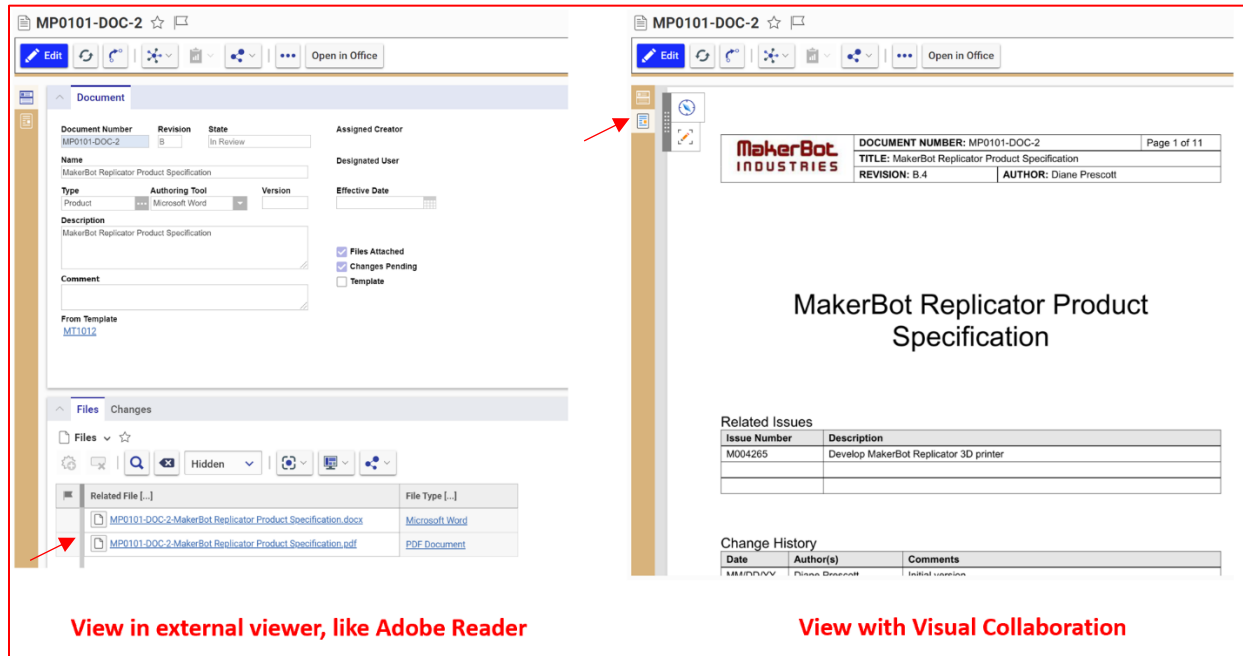 MP0101-DOC-2
Edit
Open in Office
Document
Document Number Revision State Assigned Creator
MP0101-DOC-2 B In Review
Name Designated User
MakerBot Replicator Product Specification
Type Authoring Tool Version Effective Date
Product ... Microsoft Word
Description
MakerBot Replicator Product Specification
Files Attached
Changes Pending
Comment Template
From Template
MT1012
Files Changes
Files
Hidden
Related File [...] File Type [...]
MP0101-DOC-2-MakerBot Replicator Product Specification.docx Microsoft Word
MP0101-DOC-2-MakerBot Replicator Product Specification.pdf PDF Document
View in external viewer, like Adobe Reader
MP0101-DOC-2
Edit
Open in Office
MakerBot
INDUSTRIES
DOCUMENT NUMBER: MP0101-DOC-2 Page 1 of 11
TITLE: MakerBot Replicator Product Specification
REVISION: B.4 AUTHOR: Diane Prescott
MakerBot Replicator Product
Specification
Related Issues
Issue Number Description
M004265 Develop MakerBot Replicator 3D printer
Change History
Date Author(s) Comments
MM/DD/YY Diane Prescott Initial version
View with Visual Collaboration